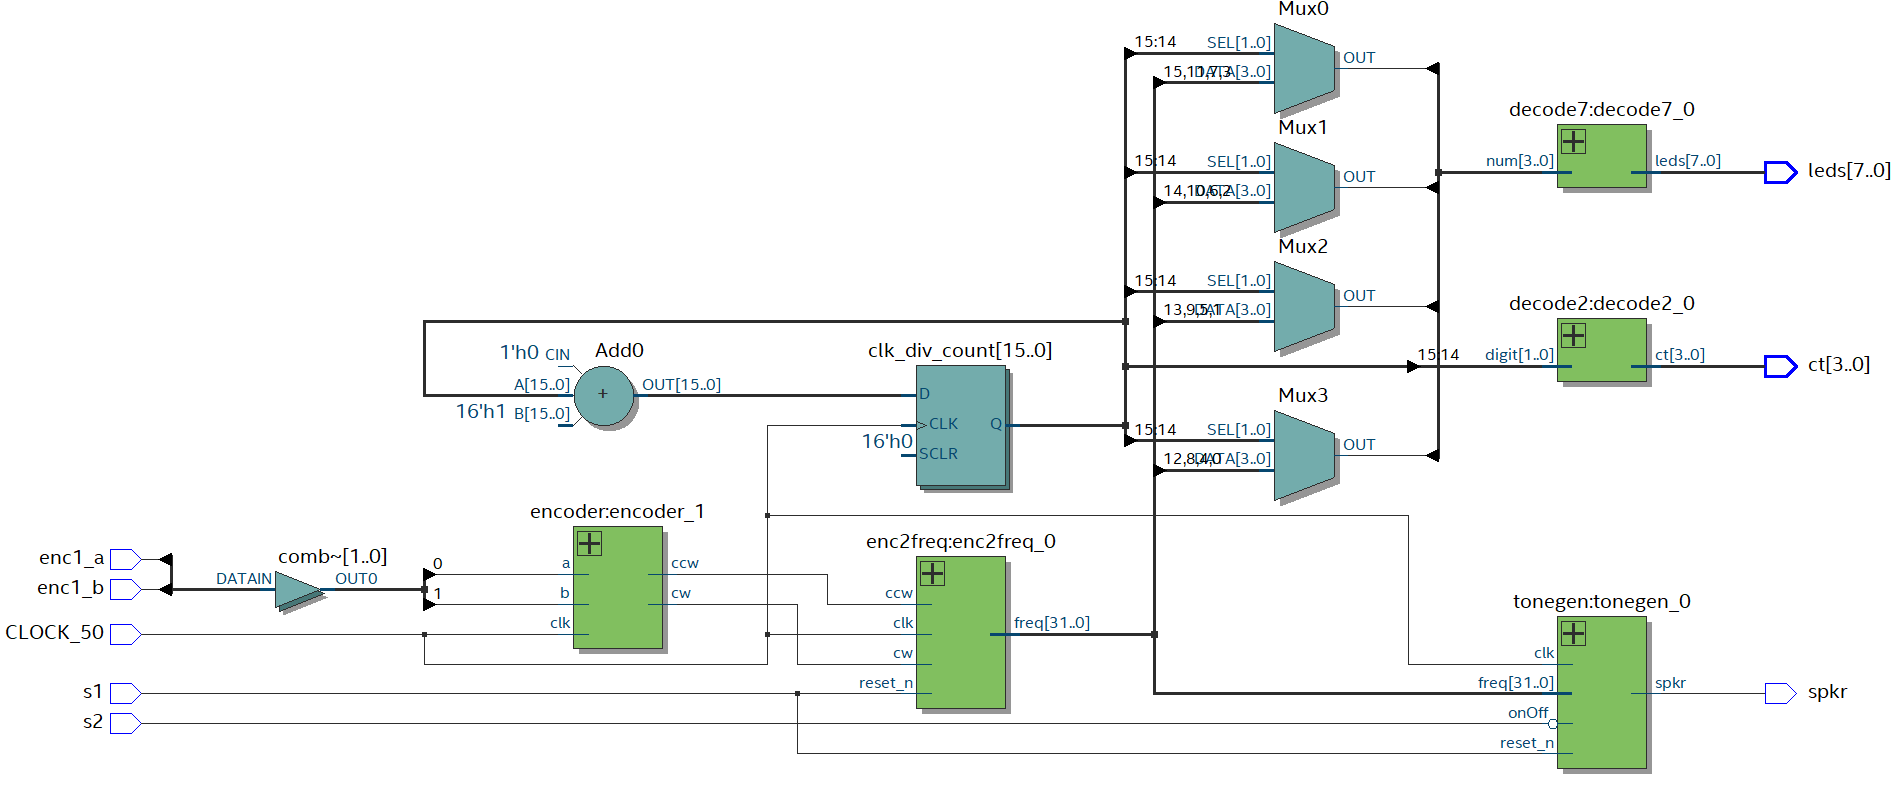 Mux0
15:14 SEL[1..0]
15,11,7,3 DATA[3..0]
OUT
Mux1
15:14 SEL[1..0]
14,10,6,2 DATA[3..0]
OUT
Mux2
15:14 SEL[1..0]
13,9,5,1 DATA[3..0]
OUT
Mux3
15:14 SEL[1..0]
12,8,4,0 DATA[3..0]
OUT
decode7:decode7_0
num[3..0]
leds[7..0]
leds[7..0]
decode2:decode2_0
15:14
digit[1..0]
ct[3..0]
ct[3..0]
Add0
1'h0 CIN
A[15..0]
16'h1 B[15..0]
+
OUT[15..0]
clk_div_count[15..0]
D
CLK
16'h0
SCLR
Q
encoder:encoder_1
enc1_a
enc1_b
comb~[1..0]
DATAIN
OUT0
0
1
a
b
clk
ccw
cw
CLOCK_50
s1
s2
enc2freq:enc2freq_0
ccw
clk
cw
reset_n
freq[31..0]
tonegen:tonegen_0
clk
freq[31..0]
onOff
reset_n
spkr
spkr